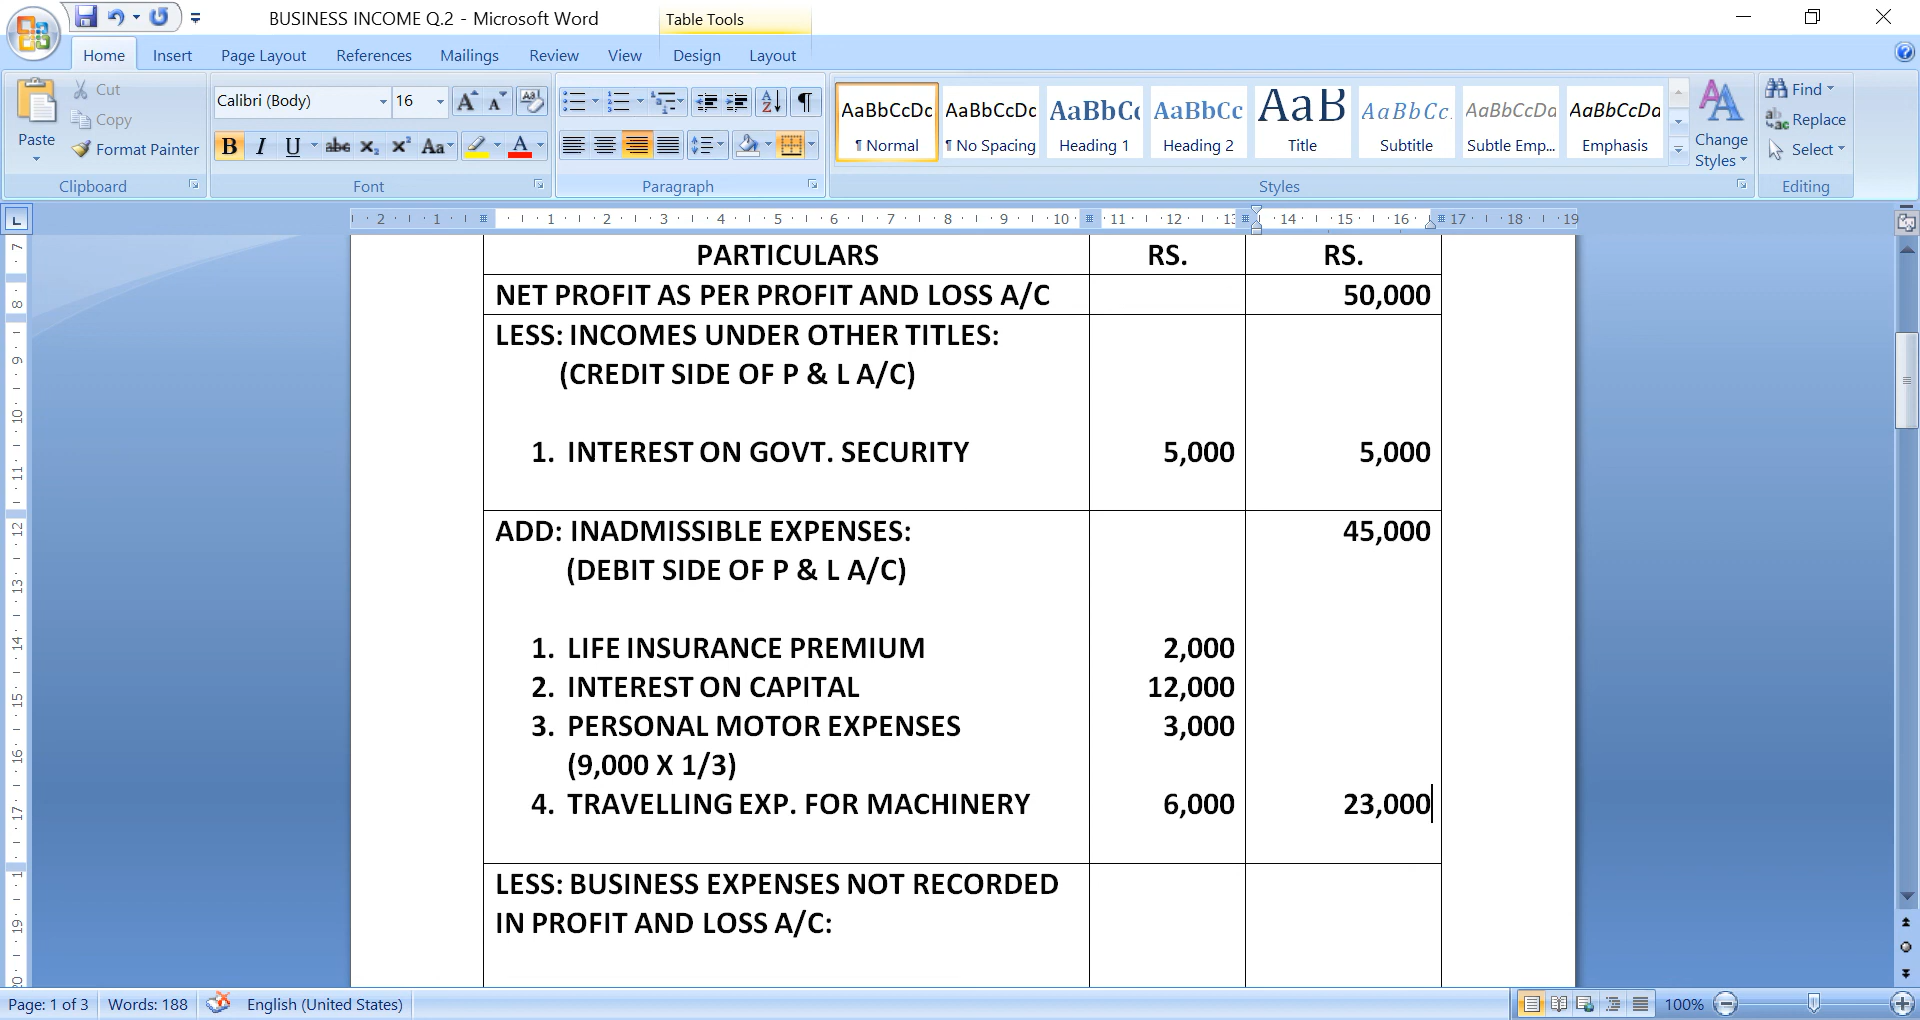 BUSINESS INCOME Q.2 - Microsoft Word
Table Tools
Home Insert Page Layout References Mailings Review View Design Layout
Paste
Cut
Copy
Format Painter
Clipboard
Calibri (Body) 16
B I U abc x₂ x² Aa
Font
Paragraph
AaBbCcDc AaBbCcDc AaBbCc AaBbCc AaB AaBbCc. AaBbCcDa AaBbCcDa
¶ Normal ¶ No Spacing Heading 1 Heading 2 Title Subtitle Subtle Emp... Emphasis
Change Styles
Styles
Find
Replace
Select
Editing
PARTICULARS RS. RS.
NET PROFIT AS PER PROFIT AND LOSS A/C 50,000
LESS: INCOMES UNDER OTHER TITLES:
(CREDIT SIDE OF P & L A/C)
1. INTEREST ON GOVT. SECURITY 5,000 5,000
ADD: INADMISSIBLE EXPENSES: 45,000
(DEBIT SIDE OF P & L A/C)
1. LIFE INSURANCE PREMIUM 2,000
2. INTEREST ON CAPITAL 12,000
3. PERSONAL MOTOR EXPENSES 3,000
(9,000 X 1/3)
4. TRAVELLING EXP. FOR MACHINERY 6,000 23,000
LESS: BUSINESS EXPENSES NOT RECORDED
IN PROFIT AND LOSS A/C:
Page: 1 of 3 Words: 188 English (United States) 100%